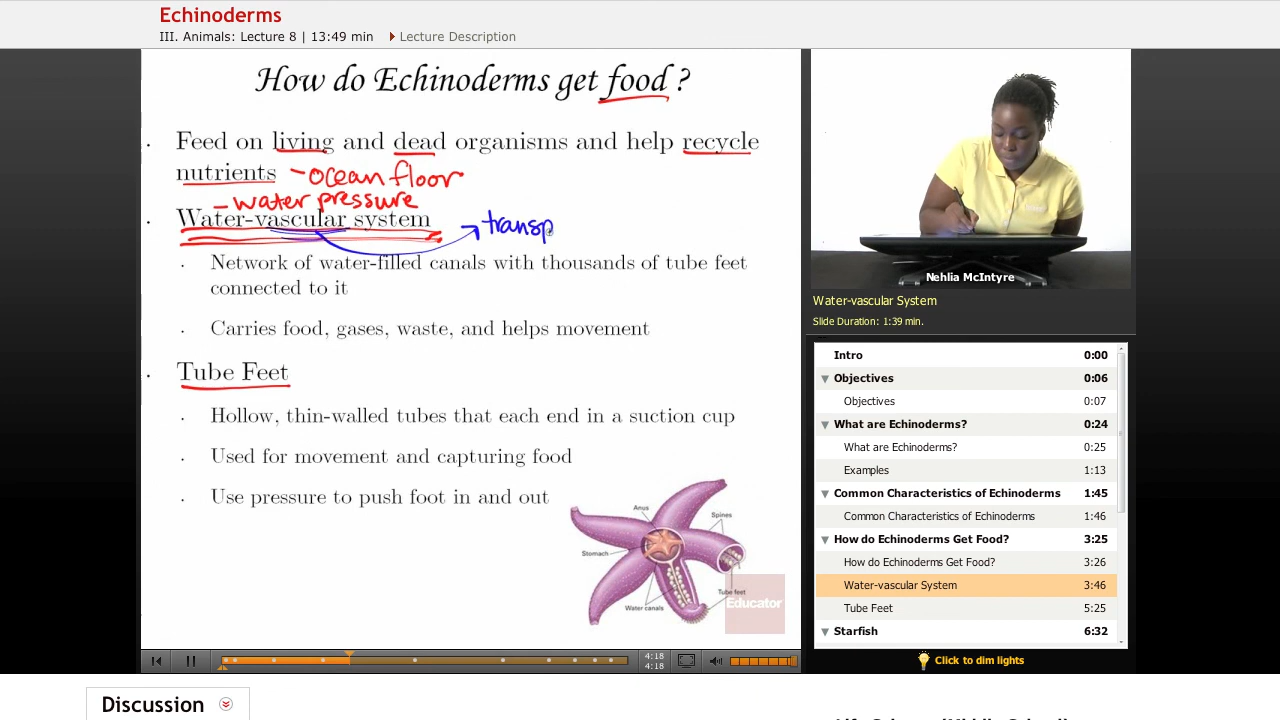 Echinoderms
III. Animals: Lecture 8 | 13:49 min
Lecture Description
How do Echinoderms get food?
· Feed on living and dead organisms and help recycle
nutrients - ocean floor
- water pressure
· Water-vascular system
transp
· Network of water-filled canals with thousands of tube feet
connected to it
· Carries food, gases, waste, and helps movement
· Tube Feet
· Hollow, thin-walled tubes that each end in a suction cup
· Used for movement and capturing food
· Use pressure to push foot in and out
Anus
Spines
Stomach
Tube feet
Water canals
Educator
4:18
4:18
Nehlia McIntyre
Water-vascular System
Slide Duration: 1:39 min.
Intro 0:00
Objectives 0:06
Objectives 0:07
What are Echinoderms? 0:24
What are Echinoderms? 0:25
Examples 1:13
Common Characteristics of Echinoderms 1:45
Common Characteristics of Echinoderms 1:46
How do Echinoderms Get Food? 3:25
How do Echinoderms Get Food? 3:26
Water-vascular System 3:46
Tube Feet 5:25
Starfish 6:32
Click to dim lights
Discussion